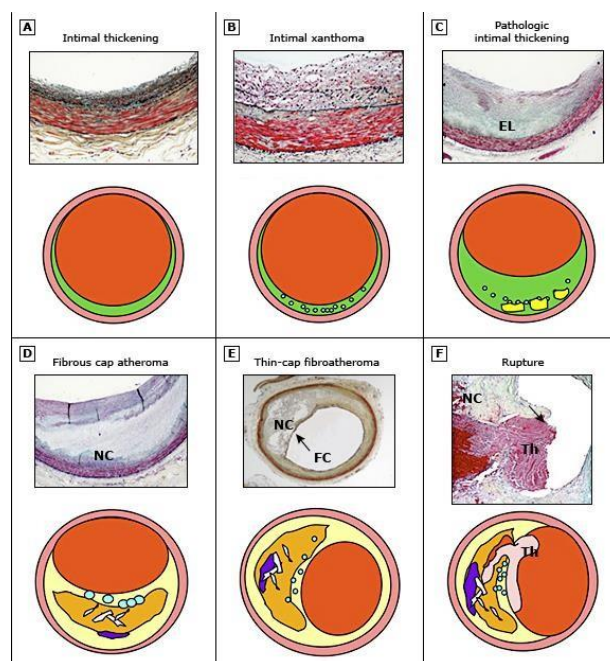 A
Intimal thickening
B
Intimal xanthoma
C
Pathologic
intimal thickening
EL
D
Fibrous cap atheroma
NC
E
Thin-cap fibroatheroma
NC
FC
F
Rupture
NC
Th
Th